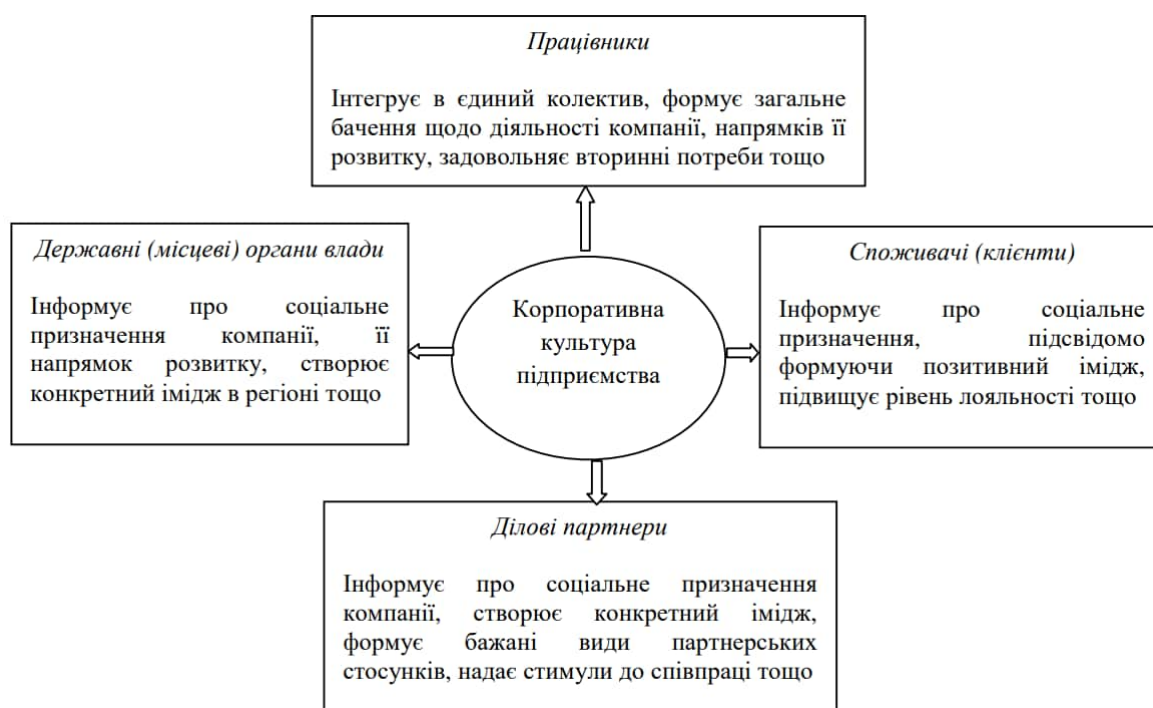 Працівники
Інтегрує в єдиний колектив, формує загальне
бачення щодо діяльності компанії, напрямків її
розвитку, задовольняє вторинні потреби тощо
Державні (місцеві) органи влади
Інформує про соціальне
призначення компанії, її
напрямок розвитку, створює
конкретний імідж в регіоні тощо
Корпоративна
культура
підприємства
Споживачі (клієнти)
Інформує про соціальне
призначення, підсвідомо
формуючи позитивний імідж,
підвищує рівень лояльності тощо
Ділові партнери
Інформує про соціальне призначення
компанії, створює конкретний імідж,
формує бажані види партнерських
стосунків, надає стимули до співпраці тощо